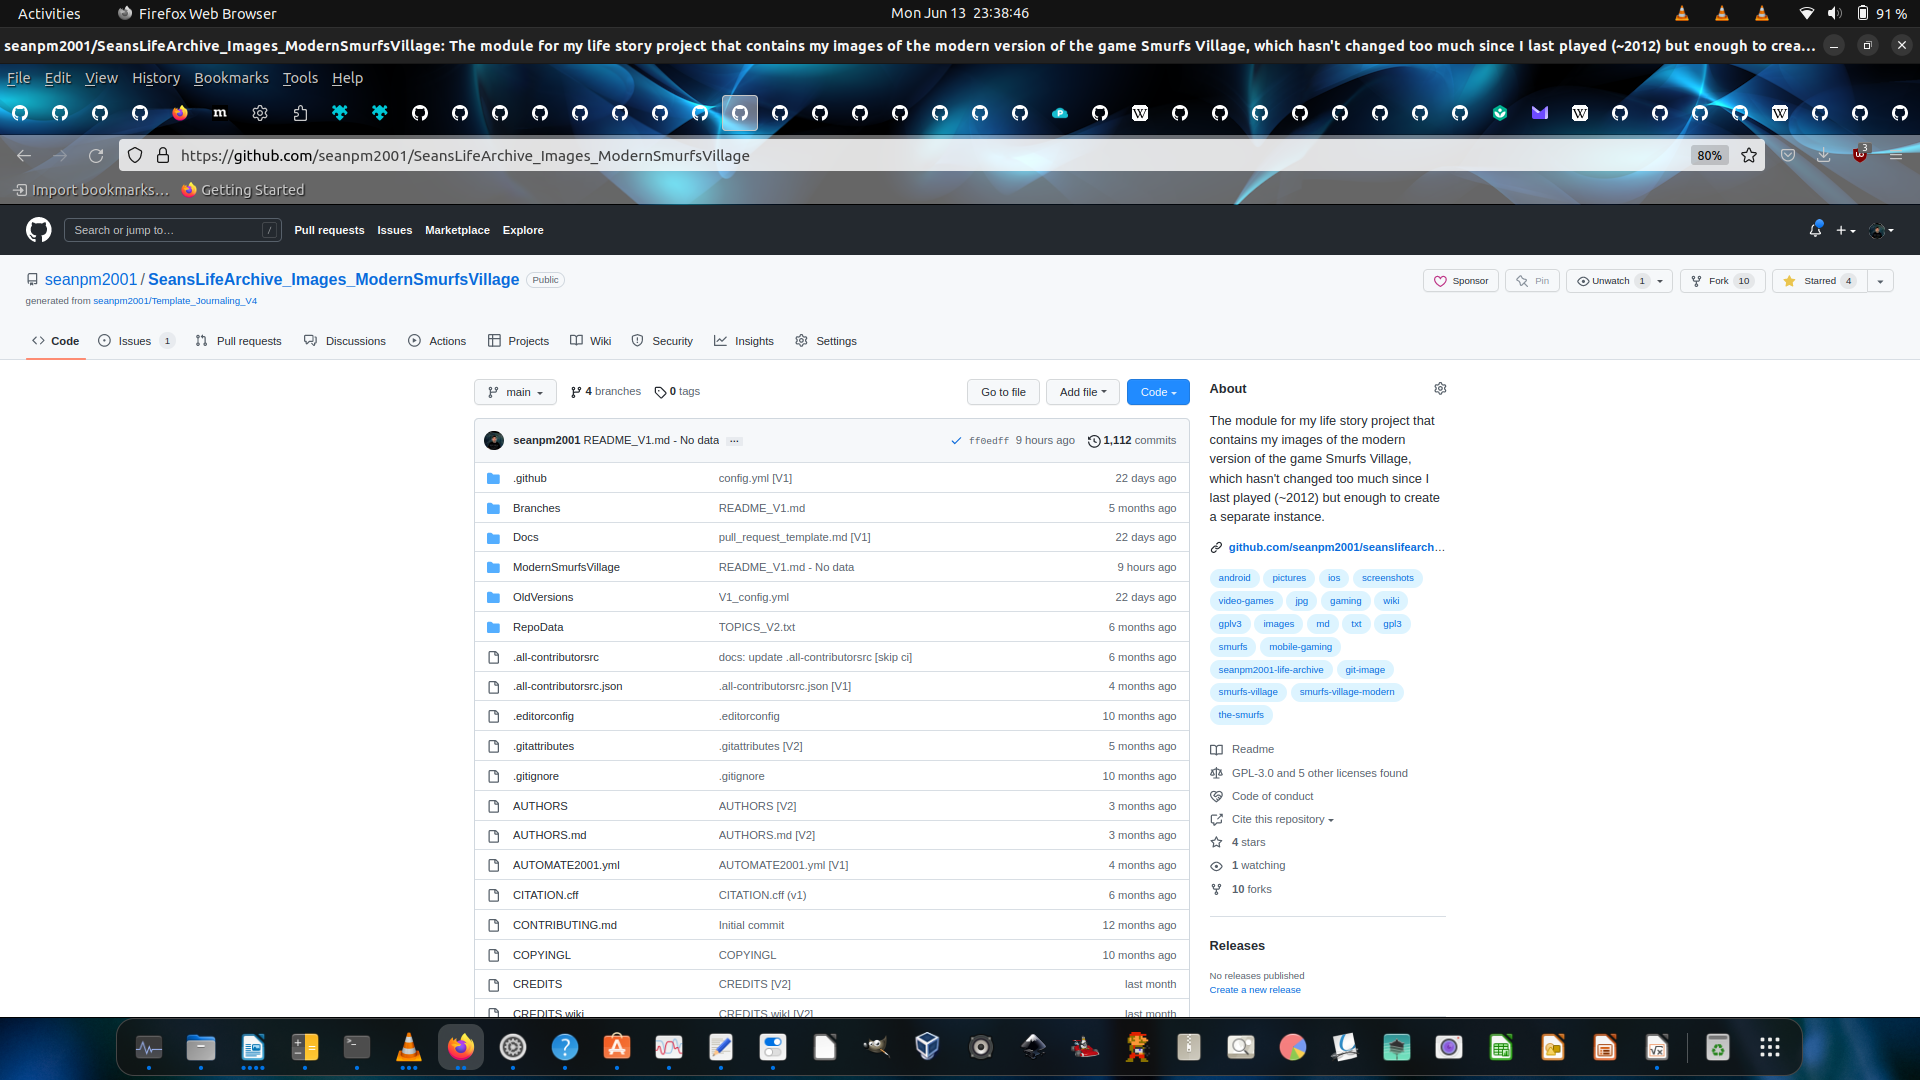 Activities
Firefox Web Browser
Mon Jun 13 23:38:46
91 %
seanpm2001/SeansLifeArchive_Images_ModernSmurfsVillage: The module for my life story project that contains my images of the modern version of the game Smurfs Village, which hasn't changed too much since I last played (~2012) but enough to crea...
File Edit View History Bookmarks Tools Help
https://github.com/seanpm2001/SeansLifeArchive_Images_ModernSmurfsVillage
80%
3
Import bookmarks...
Getting Started
Search or jump to...
/
Pull requests Issues Marketplace Explore
seanpm2001 / SeansLifeArchive_Images_ModernSmurfsVillage Public
generated from seanpm2001/Template_Journaling_V4
Sponsor
Pin
Unwatch 1
Fork 10
Starred 4
Code
Issues 1
Pull requests
Discussions
Actions
Projects
Wiki
Security
Insights
Settings
main
4 branches
0 tags
Go to file
Add file
Code
seanpm2001 README_V1.md - No data ... ff0edff 9 hours ago 1,112 commits
.github config.yml [V1] 22 days ago
Branches README_V1.md 5 months ago
Docs pull_request_template.md [V1] 22 days ago
ModernSmurfsVillage README_V1.md - No data 9 hours ago
OldVersions V1_config.yml 22 days ago
RepoData TOPICS_V2.txt 6 months ago
.all-contributorsrc docs: update .all-contributorsrc [skip ci] 6 months ago
.all-contributorsrc.json .all-contributorsrc.json [V1] 4 months ago
.editorconfig .editorconfig 10 months ago
.gitattributes .gitattributes [V2] 5 months ago
.gitignore .gitignore 10 months ago
AUTHORS AUTHORS [V2] 3 months ago
AUTHORS.md AUTHORS.md [V2] 3 months ago
AUTOMATE2001.yml AUTOMATE2001.yml [V1] 4 months ago
CITATION.cff CITATION.cff (v1) 6 months ago
CONTRIBUTING.md Initial commit 12 months ago
COPYINGL COPYINGL 10 months ago
CREDITS CREDITS [V2] last month
CREDITS.wiki CREDITS.wiki [V2] last month
About
The module for my life story project that
contains my images of the modern
version of the game Smurfs Village,
which hasn't changed too much since I
last played (~2012) but enough to create
a separate instance.
github.com/seanpm2001/seanslifearch...
android pictures ios screenshots
video-games jpg gaming wiki
gplv3 images md txt gpl3
smurfs mobile-gaming
seanpm2001-life-archive git-image
smurfs-village smurfs-village-modern
the-smurfs
Readme
GPL-3.0 and 5 other licenses found
Code of conduct
Cite this repository
4 stars
1 watching
10 forks
Releases
No releases published
Create a new release